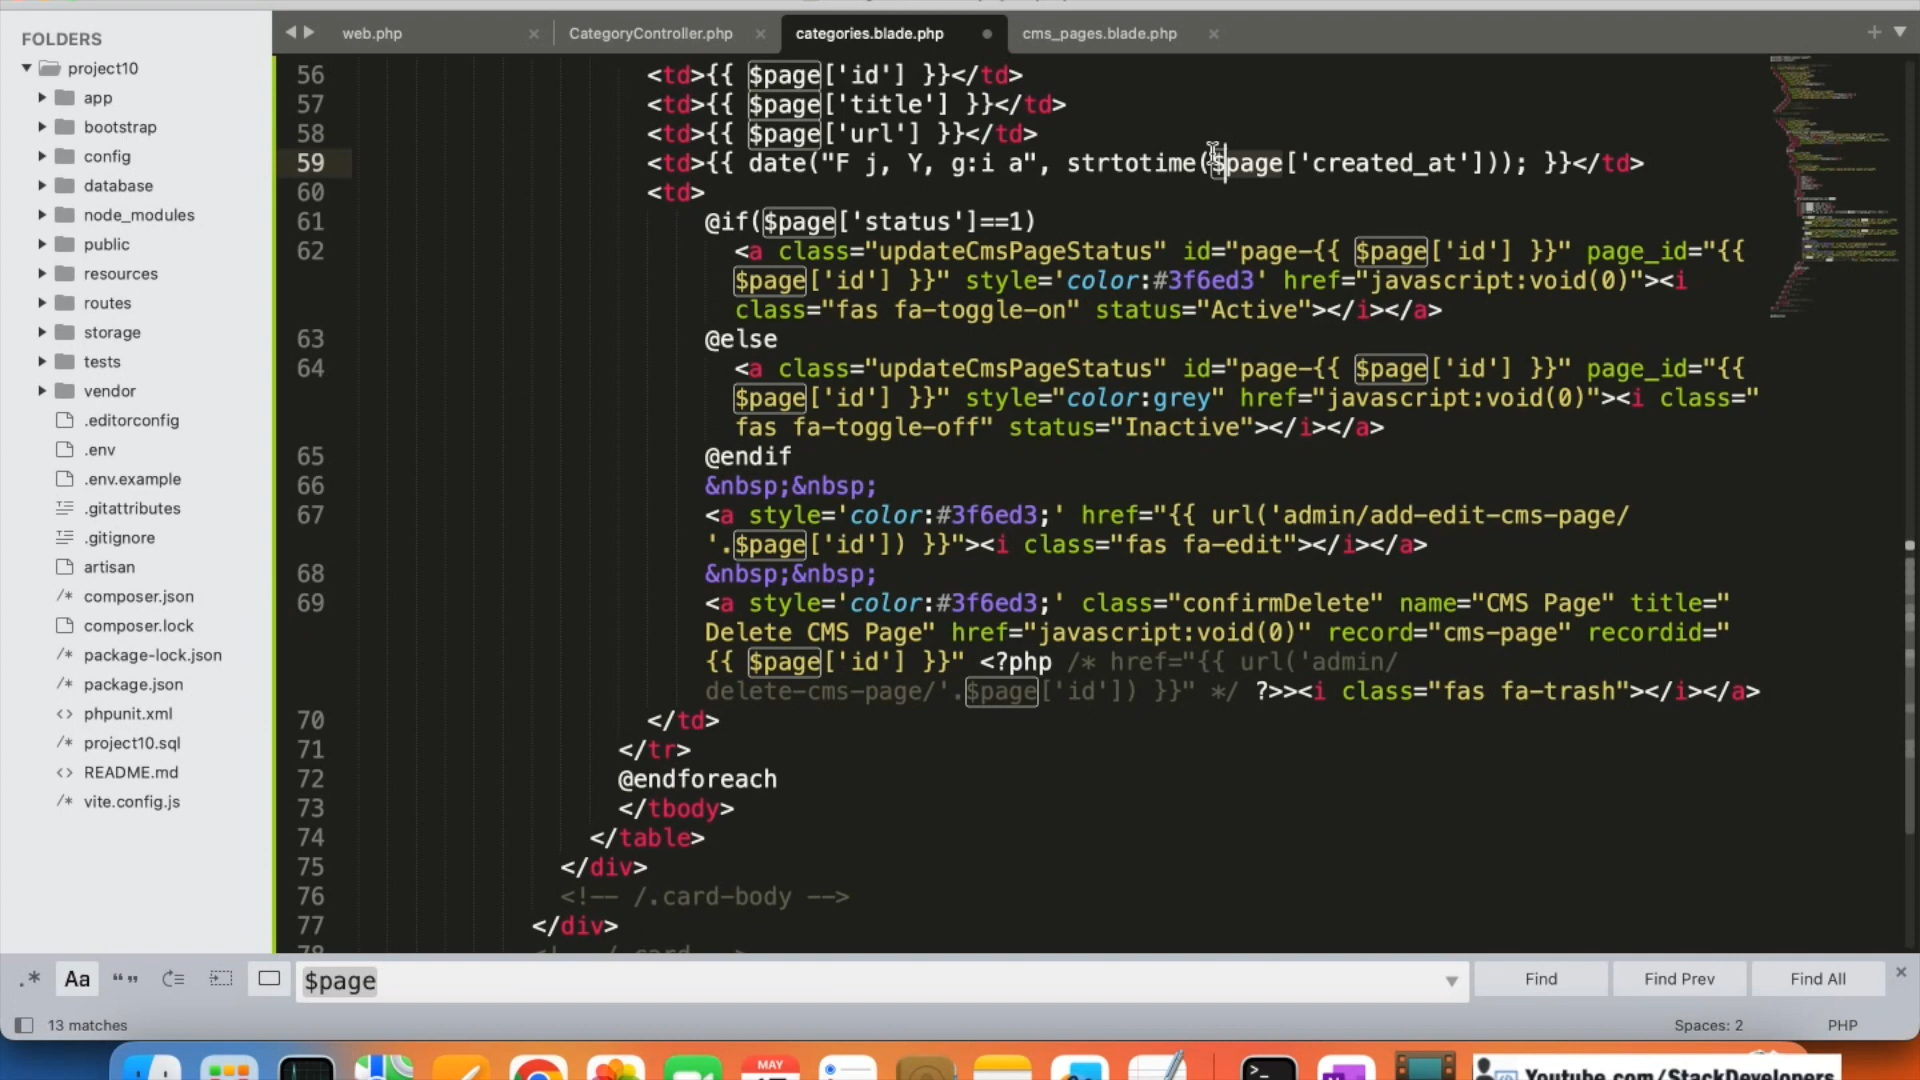 FOLDERS
project10
app
bootstrap
config
database
node_modules
public
resources
routes
storage
tests
vendor
.editorconfig
.env
.env.example
.gitattributes
.gitignore
artisan
/* composer.json
composer.lock
/* package-lock.json
/* package.json
<> phpunit.xml
/* project10.sql
<> README.md
/* vite.config.js
web.php
CategoryController.php
categories.blade.php
cms_pages.blade.php
56 <td>{{ $page['id'] }}</td>
57 <td>{{ $page['title'] }}</td>
58 <td>{{ $page['url'] }}</td>
59 <td>{{ date("F j, Y, g:i a", strtotime($page['created_at'])); }}</td>
60 <td>
61 @if($page['status']==1)
62 <a class="updateCmsPageStatus" id="page-{{ $page['id'] }}" page_id="{{
$page['id'] }}" style='color:#3f6ed3' href="javascript:void(0)"><i
class="fas fa-toggle-on" status="Active"></i></a>
63 @else
64 <a class="updateCmsPageStatus" id="page-{{ $page['id'] }}" page_id="{{
$page['id'] }}" style="color:grey" href="javascript:void(0)"><i class="
fas fa-toggle-off" status="Inactive"></i></a>
65 @endif
66 &nbsp;&nbsp;
67 <a style='color:#3f6ed3;' href="{{ url('admin/add-edit-cms-page/
'.$page['id']) }}"><i class="fas fa-edit"></i></a>
68 &nbsp;&nbsp;
69 <a style='color:#3f6ed3;' class="confirmDelete" name="CMS Page" title="
Delete CMS Page" href="javascript:void(0)" record="cms-page" recordid="
{{ $page['id'] }}" <?php /* href="{{ url('admin/
delete-cms-page/'.$page['id']) }}" */ ?>><i class="fas fa-trash"></i></a>
70 </td>
71 </tr>
72 @endforeach
73 </tbody>
74 </table>
75 </div>
76 <!-- /.card-body -->
77 </div>
.* Aa “” $page Find Find Prev Find All
13 matches Spaces: 2 PHP
MAY
Youtube.com/StackDevelopers